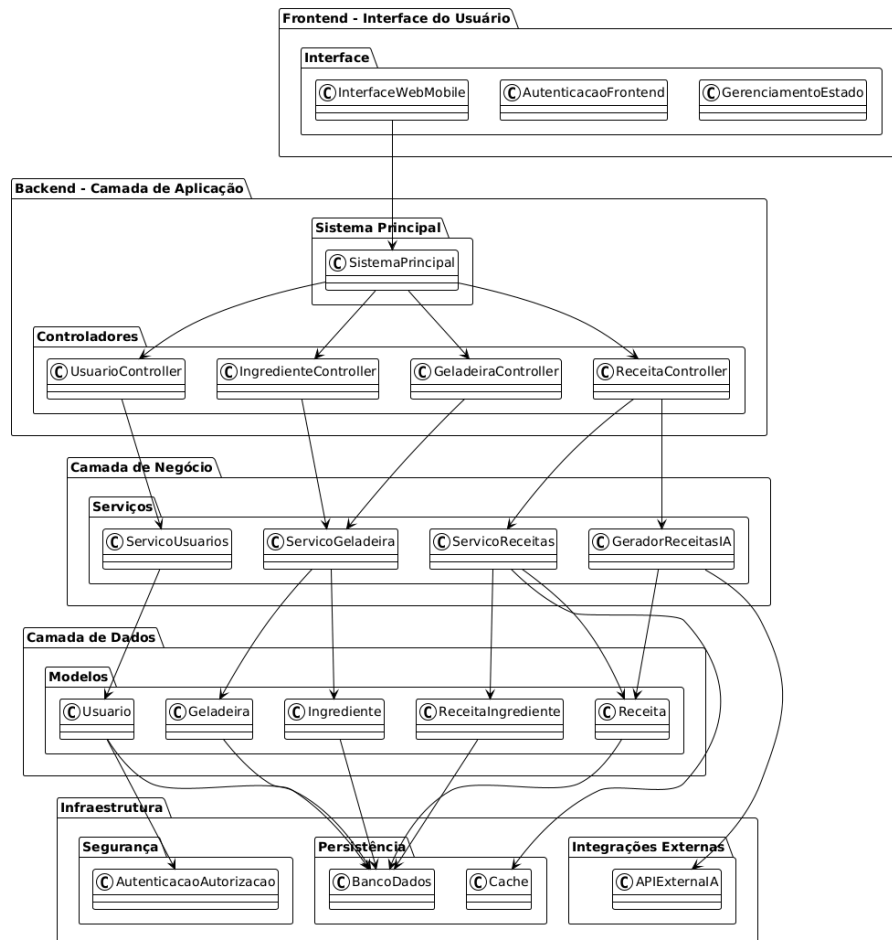 Frontend - Interface do Usuário
Interface
C InterfaceWebMobile
C AutenticacaoFrontend
C GerenciamentoEstado
Backend - Camada de Aplicação
Sistema Principal
C SistemaPrincipal
Controladores
C UsuarioController
C IngredienteController
C GeladeiraController
C ReceitaController
Camada de Negócio
Serviços
C ServicoUsuarios
C ServicoGeladeira
C ServicoReceitas
C GeradorReceitasIA
Camada de Dados
Modelos
C Usuario
C Geladeira
C Ingrediente
C ReceitaIngrediente
C Receita
Infraestrutura
Segurança
C AutenticacaoAutorizacao
Persistência
C BancoDados
C Cache
Integrações Externas
C APIExternaIA